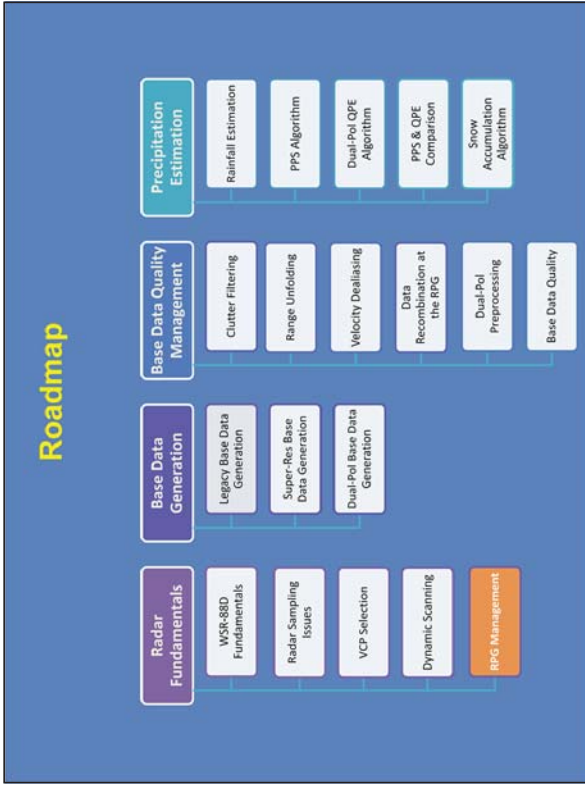 Roadmap
Radar
Fundamentals
WSR-88D
Fundamentals
Radar Sampling
Issues
VCP Selection
Dynamic Scanning
RPG Management
Base Data
Generation
Legacy Base Data
Generation
Super-Res Base
Data Generation
Dual-Pol Base Data
Generation
Base Data Quality
Management
Clutter Filtering
Range Unfolding
Velocity Dealiasing
Data
Recombination at
the RPG
Dual-Pol
Preprocessing
Base Data Quality
Precipitation
Estimation
Rainfall Estimation
PPS Algorithm
Dual-Pol QPE
Algorithm
PPS & QPE
Comparison
Snow
Accumulation
Algorithm